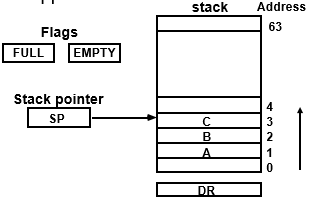 stack Address
Flags
63
FULL EMPTY
Stack pointer
4
SP
C 3
B 2
A 1
0
DR